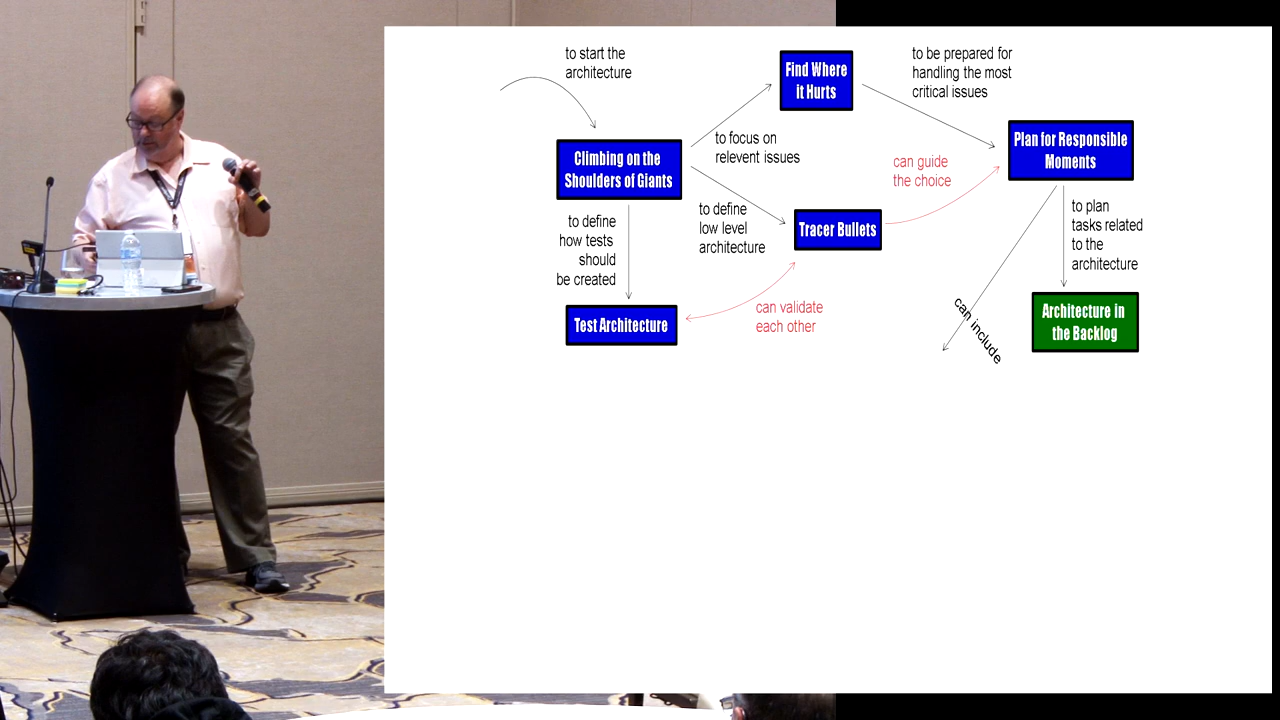 to start the
architecture
Find Where
it Hurts
to be prepared for
handling the most
critical issues
Climbing on the
Shoulders of Giants
to focus on
relevent issues
Plan for Responsible
Moments
can guide
the choice
to define
how tests
should
be created
to define
low level
architecture
Tracer Bullets
to plan
tasks related
to the
architecture
can include
Test Architecture
can validate
each other
Architecture in
the Backlog